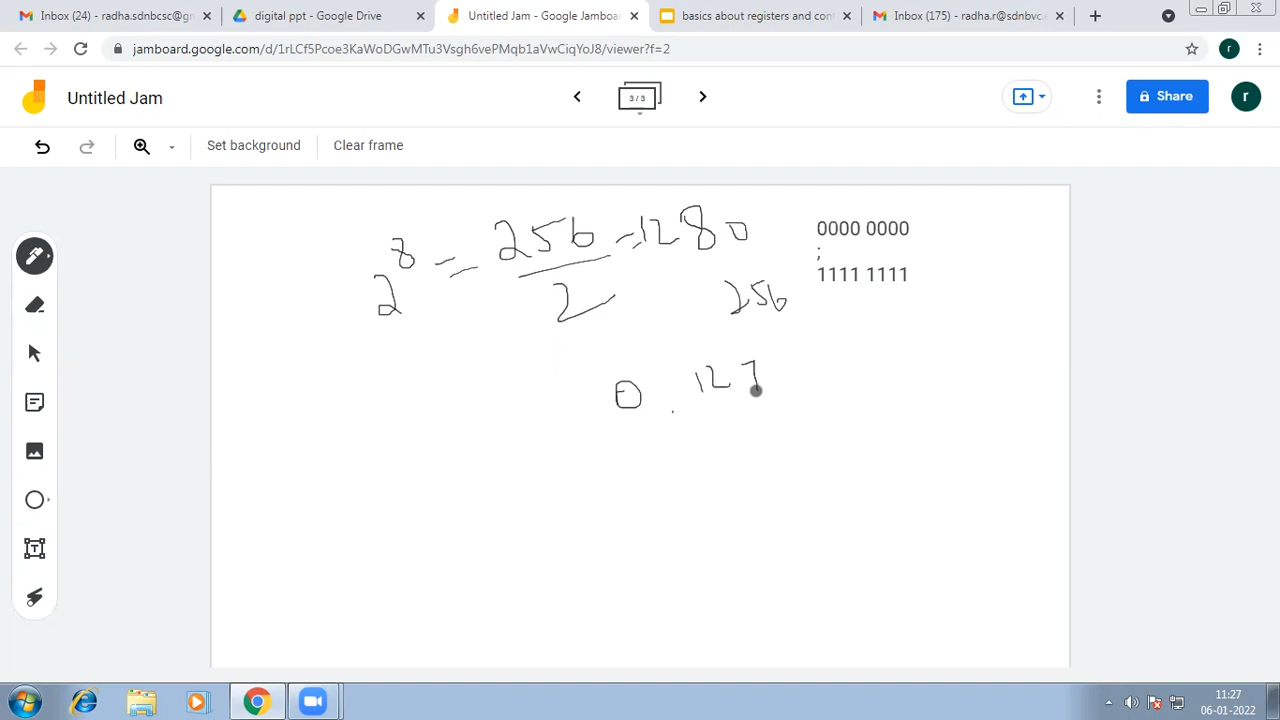 Inbox (24) - radha.sdnbcsc@gr
digital ppt - Google Drive
Untitled Jam - Google Jamboar
basics about registers and con
Inbox (175) - radha.r@sdnbvc.e
jamboard.google.com/d/1rLCf5Pcoe3KaWoDGwMTu3Vsgh6vePMqb1aVwCiqYoJ8/viewer?f=2
r
Untitled Jam
3 / 3
Share
r
Set background
Clear frame
2^8 = 256/2 = 128 0
256
0000 0000
;
1111 1111
0 . 127
11:27
06-01-2022